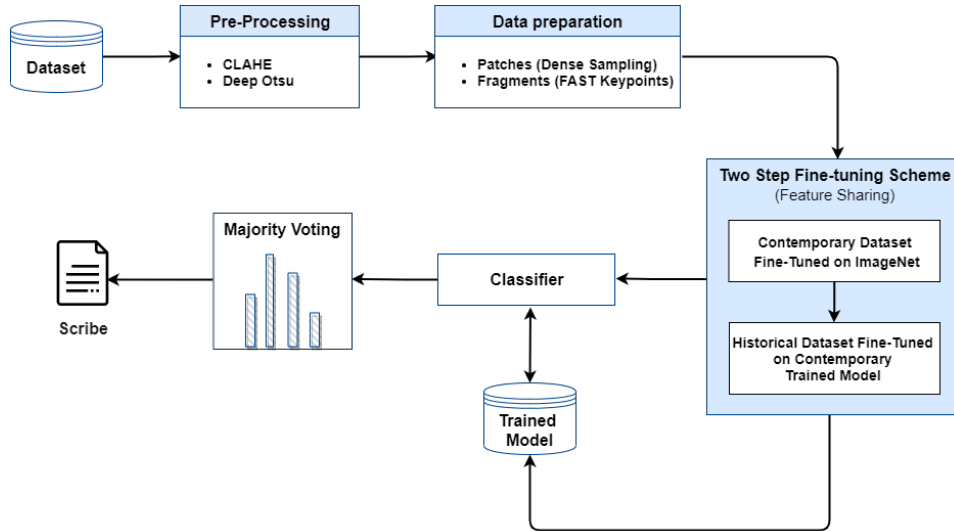 Dataset
Pre-Processing
• CLAHE
• Deep Otsu
Data preparation
• Patches (Dense Sampling)
• Fragments (FAST Keypoints)
Two Step Fine-tuning Scheme
(Feature Sharing)
Contemporary Dataset
Fine-Tuned on ImageNet
Historical Dataset Fine-Tuned
on Contemporary
Trained Model
Classifier
Trained
Model
Majority Voting
Scribe